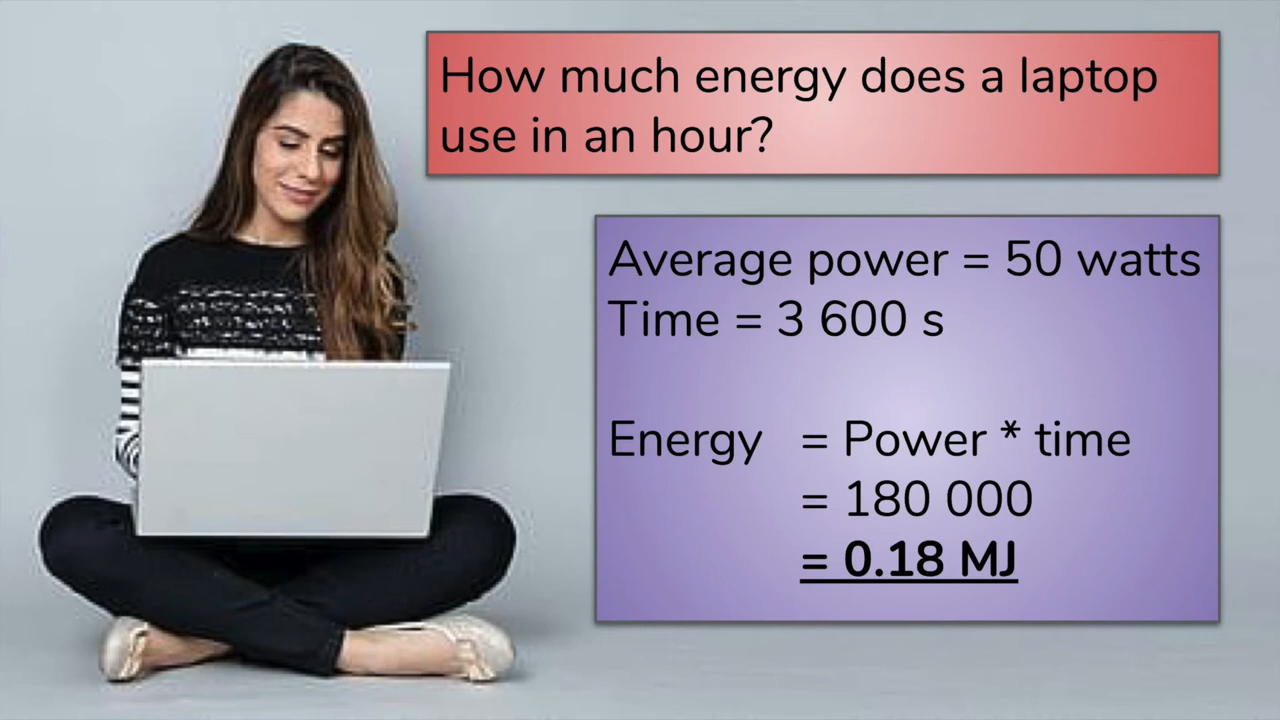 How much energy does a laptop
use in an hour?
Average power = 50 watts
Time = 3 600 s
Energy = Power * time
= 180 000
= 0.18 MJ